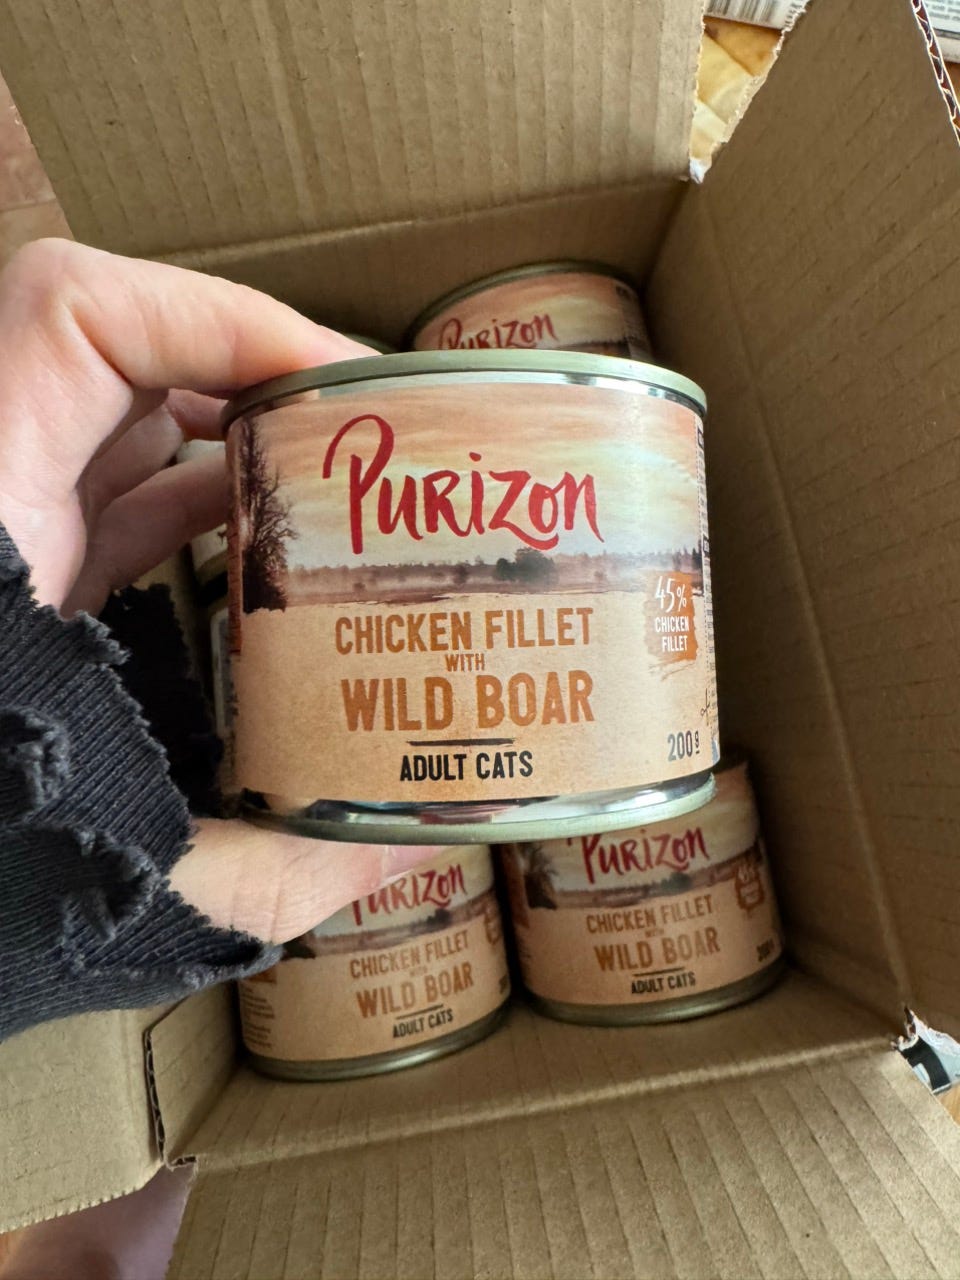 PURIZON
PURIZON
CHICKEN FILLET
WITH
WILD BOAR
ADULT CATS
45%
CHICKEN
FILLET
200g
PURIZON
CHICKEN FILLET
WITH
WILD BOAR
ADULT CATS
PURIZON
CHICKEN FILLET
WITH
WILD BOAR
ADULT CATS